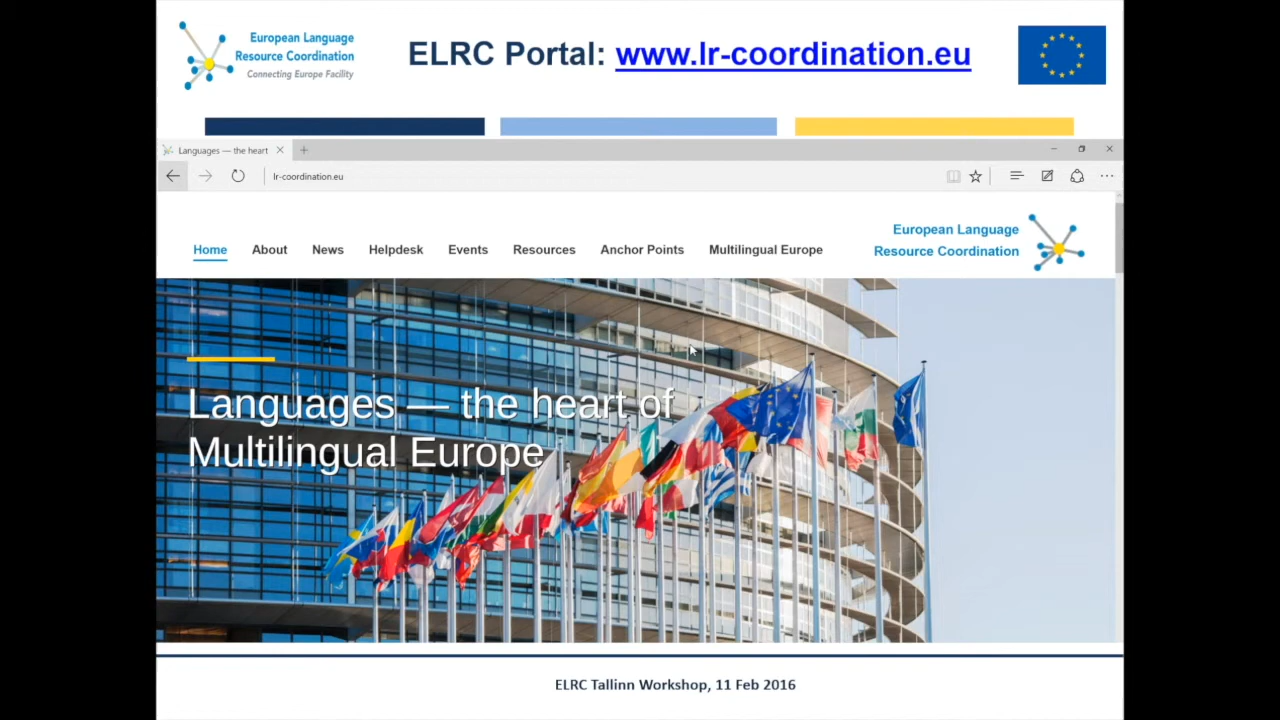 European Language
Resource Coordination
Connecting Europe Facility
ELRC Portal: www.lr-coordination.eu
Languages — the heart
lr-coordination.eu
Home About News Helpdesk Events Resources Anchor Points Multilingual Europe
European Language
Resource Coordination
Languages — the heart of
Multilingual Europe
ELRC Tallinn Workshop, 11 Feb 2016